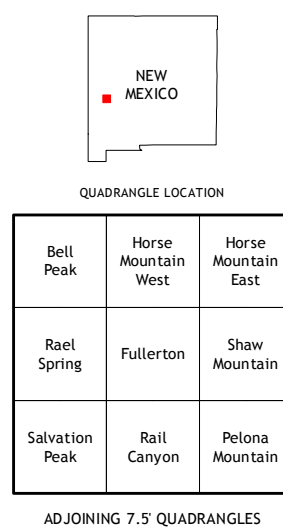 NEW
MEXICO
QUADRANGLE LOCATION
Bell
Peak
Horse
Mountain
West
Horse
Mountain
East
Rael
Spring
Fullerton
Shaw
Mountain
Salvation
Peak
Rail
Canyon
Pelona
Mountain
ADJOINING 7.5' QUADRANGLES